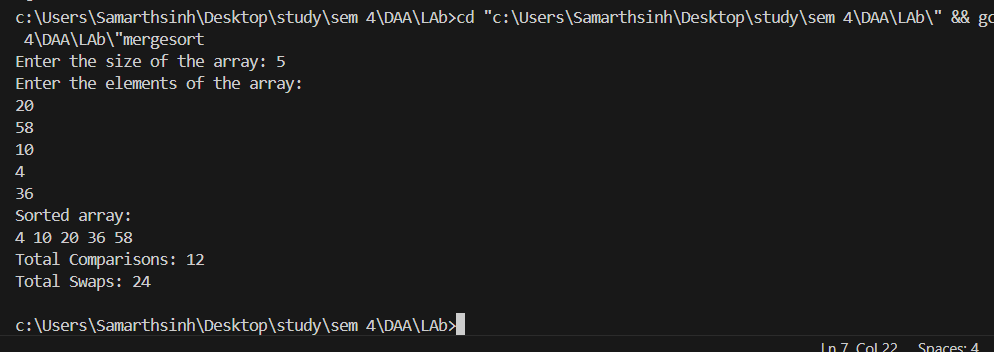 c:\Users\Samarthsinh\Desktop\study\sem 4\DAA\LAb>cd "c:\Users\Samarthsinh\Desktop\study\sem 4\DAA\LAb\" && gc
 4\DAA\LAb\"mergesort
Enter the size of the array: 5
Enter the elements of the array:
20
58
10
4
36
Sorted array:
4 10 20 36 58
Total Comparisons: 12
Total Swaps: 24
c:\Users\Samarthsinh\Desktop\study\sem 4\DAA\LAb>
Ln 7, Col 22 Spaces: 4